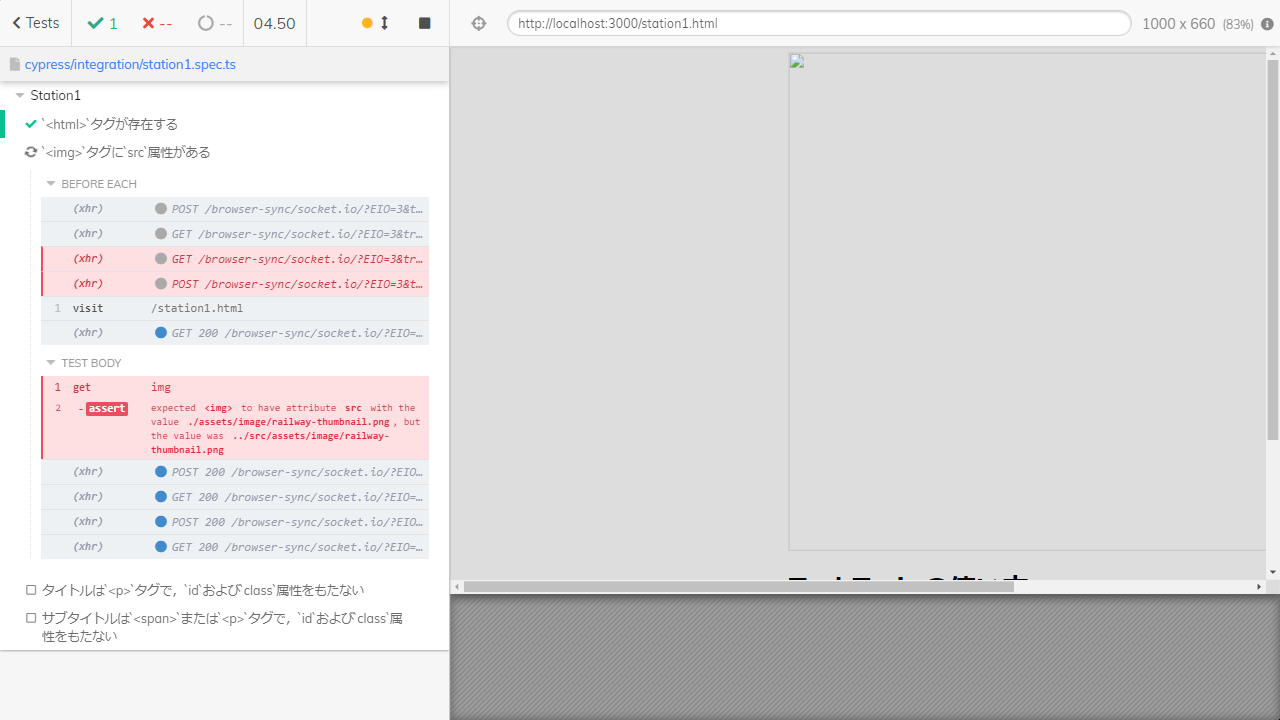 Tests
1
--
--
04.50
http://localhost:3000/station1.html
1000 x 660 (83%)
cypress/integration/station1.spec.ts
Station1
`<html>`タグが存在する
`<img>`タグに`src`属性がある
BEFORE EACH
(xhr) POST /browser-sync/socket.io/?EIO=3&t…
(xhr) GET /browser-sync/socket.io/?EIO=3&tr…
(xhr) GET /browser-sync/socket.io/?EIO=3&tr…
(xhr) POST /browser-sync/socket.io/?EIO=3&t…
1 visit /station1.html
(xhr) GET 200 /browser-sync/socket.io/?EIO=…
TEST BODY
1 get img
2 - assert expected <img> to have attribute src with the
value ./assets/image/railway-thumbnail.png, but
the value was ../src/assets/image/railway-
thumbnail.png
(xhr) POST 200 /browser-sync/socket.io/?EIO…
(xhr) GET 200 /browser-sync/socket.io/?EIO=…
(xhr) POST 200 /browser-sync/socket.io/?EIO…
(xhr) GET 200 /browser-sync/socket.io/?EIO=…
タイトルは`<p>`タグで，`id`および`class`属性をもたない
サブタイトルは`<span>`または`<p>`タグで，`id`および`class`属
性をもたない